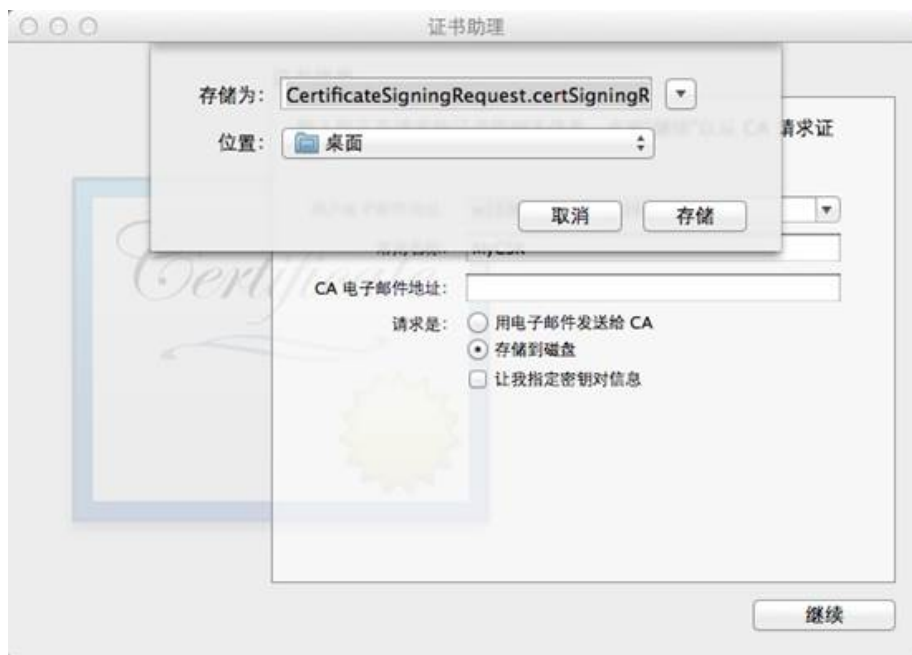 证书助理
存储为: CertificateSigningRequest.certSigningR
位置: 桌面
请求证
取消 存储
Certificate
CA 电子邮件地址:
请求是: 用电子邮件发送给 CA
存储到磁盘
让我指定密钥对信息
继续